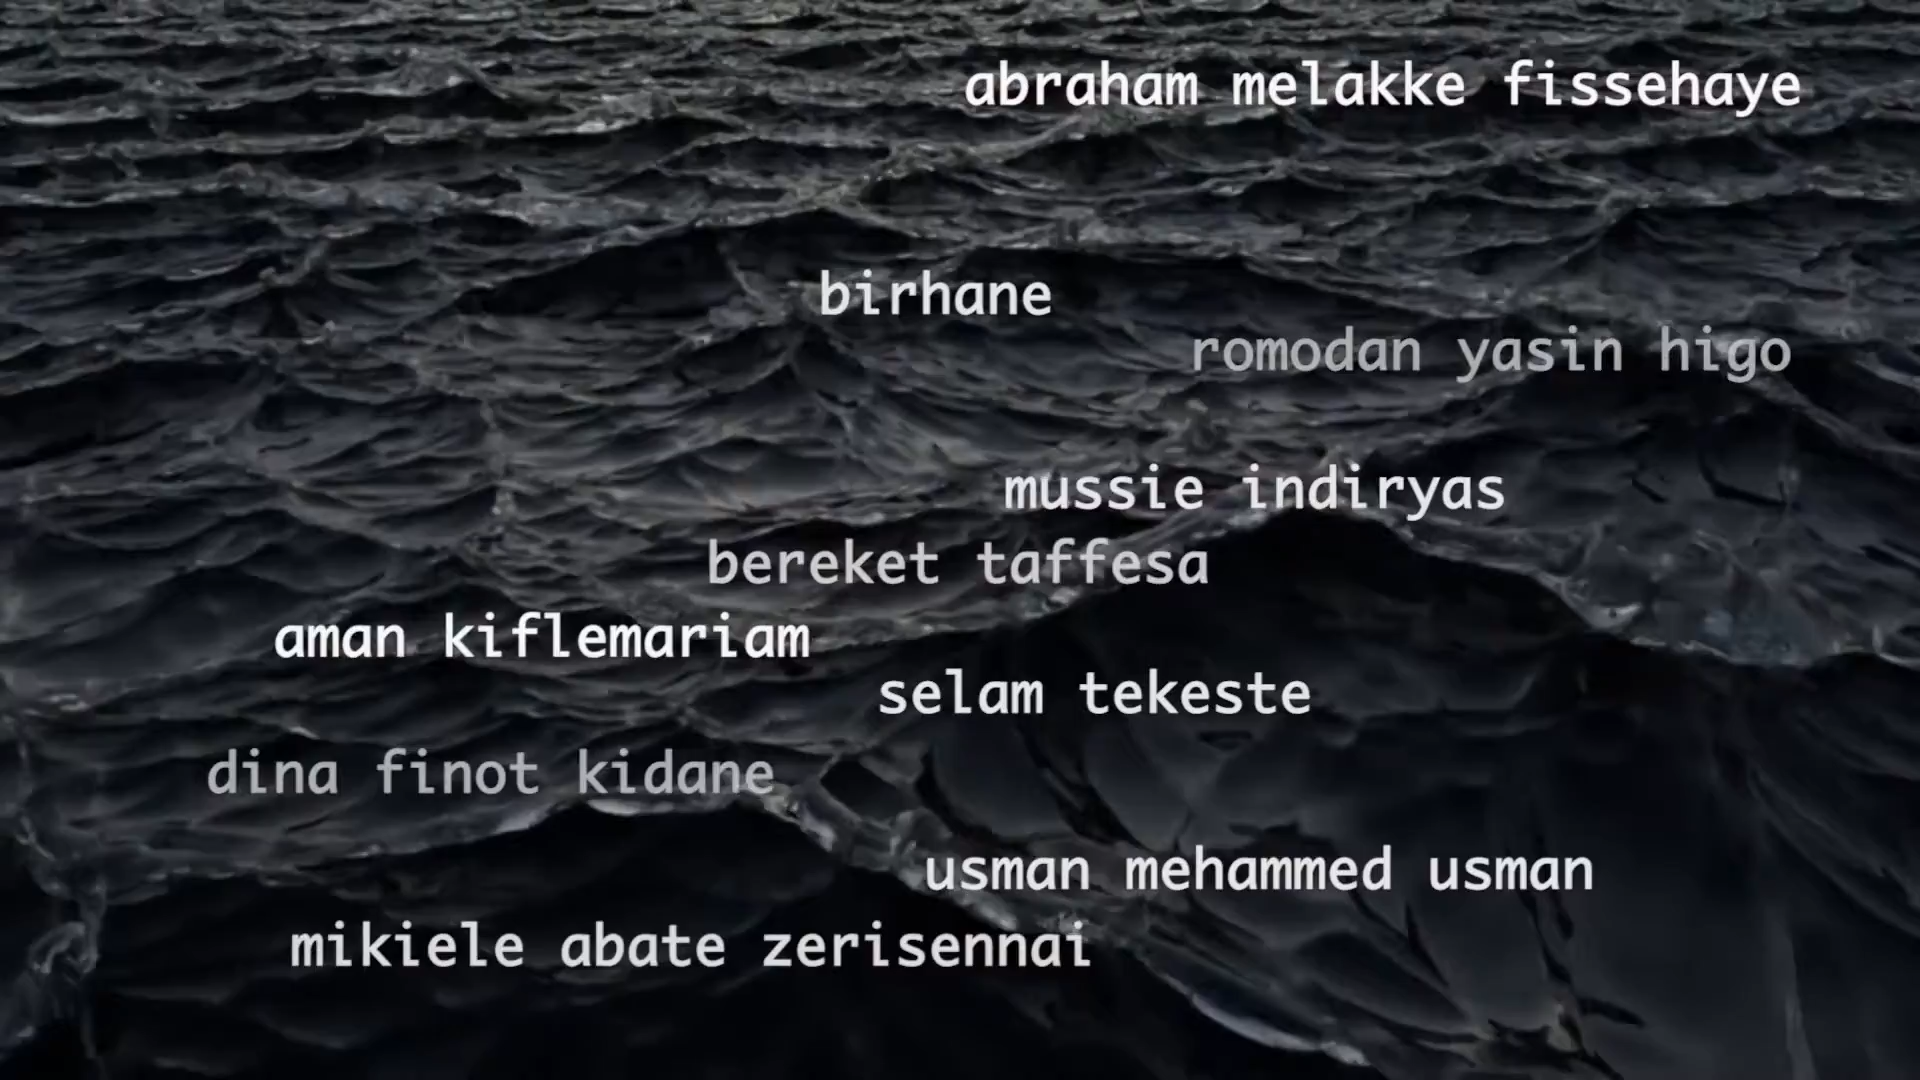 abraham melakke fissehaye
birhane
romodan yasin higo
mussie indiryas
bereket taffesa
aman kiflemariam
selam tekeste
dina finot kidane
usman mehammed usman
mikiele abate zerisennai